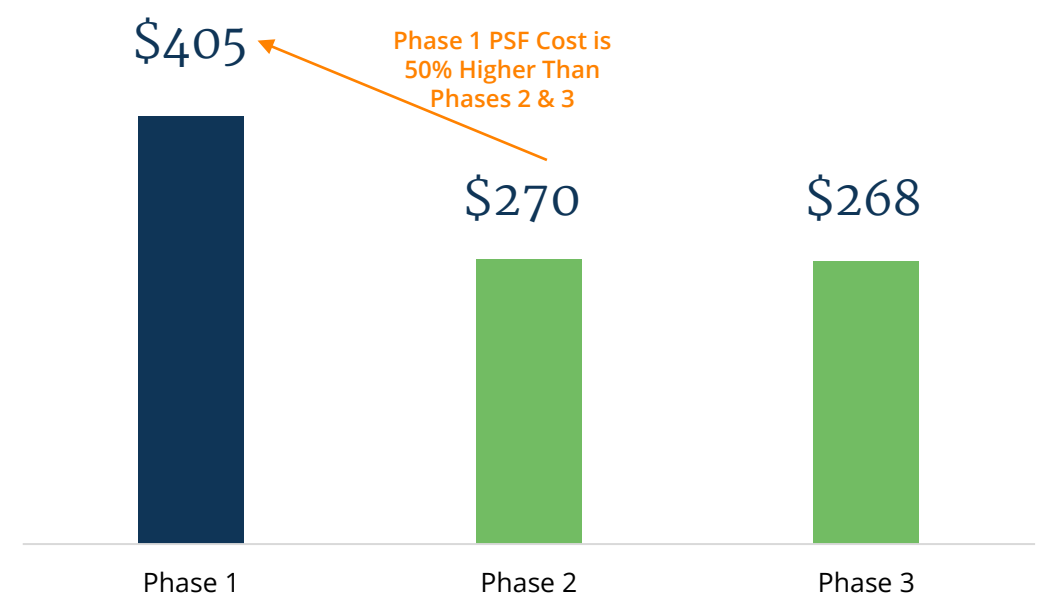 $405
Phase 1 PSF Cost is
50% Higher Than
Phases 2 & 3
$270
$268
Phase 1
Phase 2
Phase 3